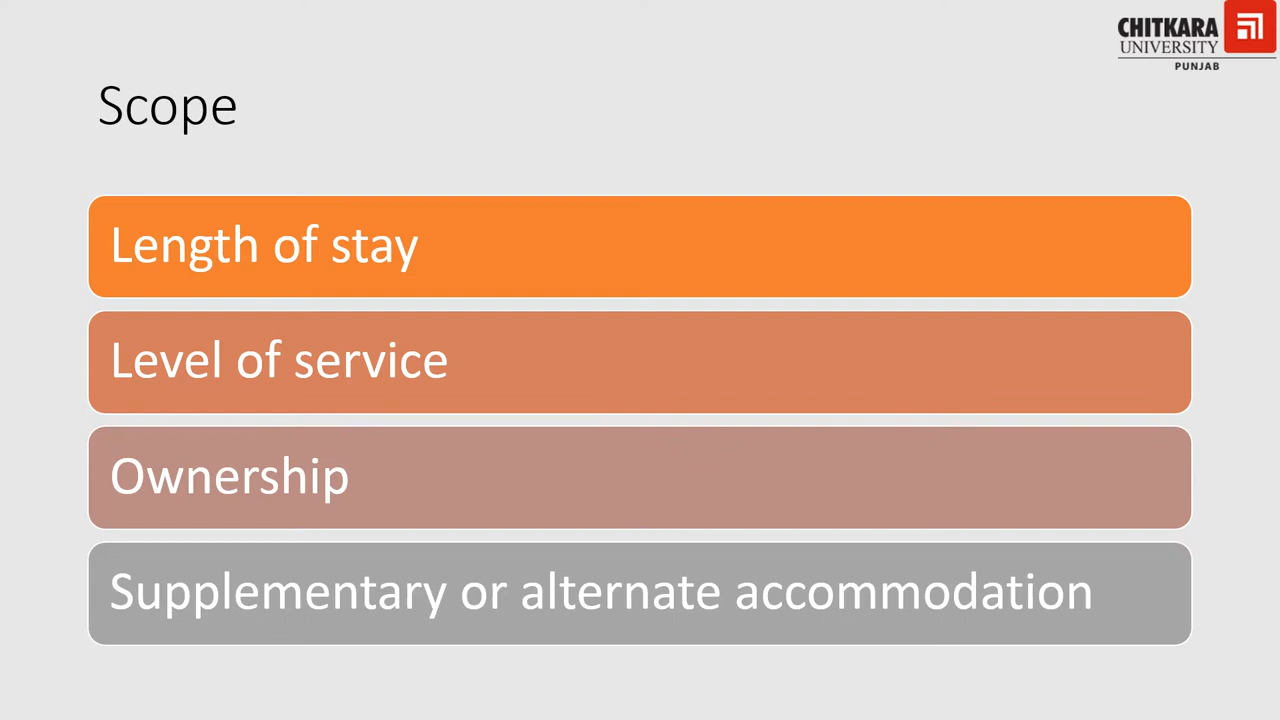 CHITKARA
UNIVERSITY
PUNJAB
Scope
Length of stay
Level of service
Ownership
Supplementary or alternate accommodation